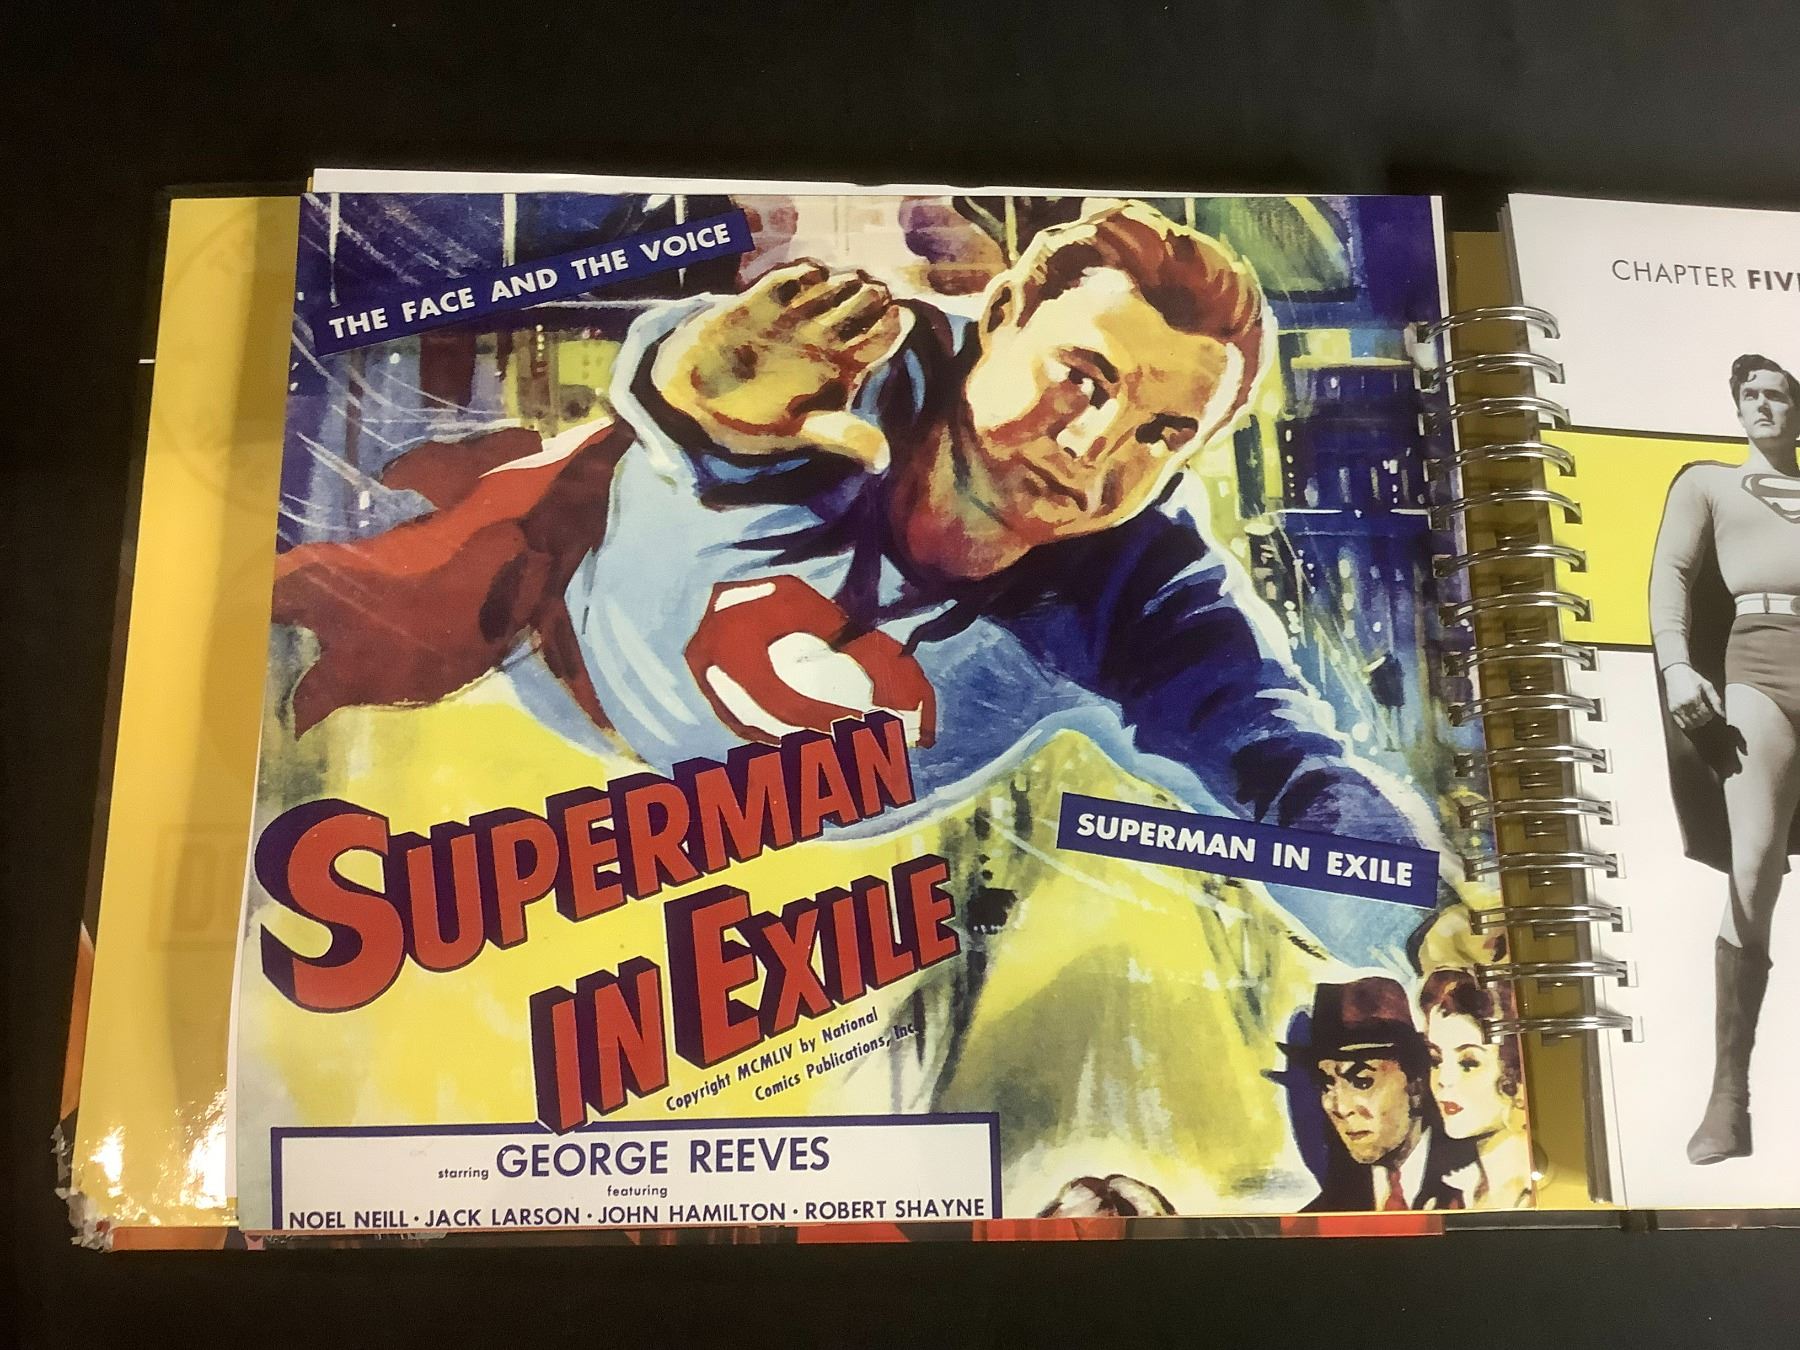 THE FACE AND THE VOICE
SUPERMAN
IN EXILE
Copyright MCMLIV by National
Comics Publications, Inc.
SUPERMAN IN EXILE
starring GEORGE REEVES
featuring
NOEL NEILL · JACK LARSON · JOHN HAMILTON · ROBERT SHAYNE
CHAPTER FIVE